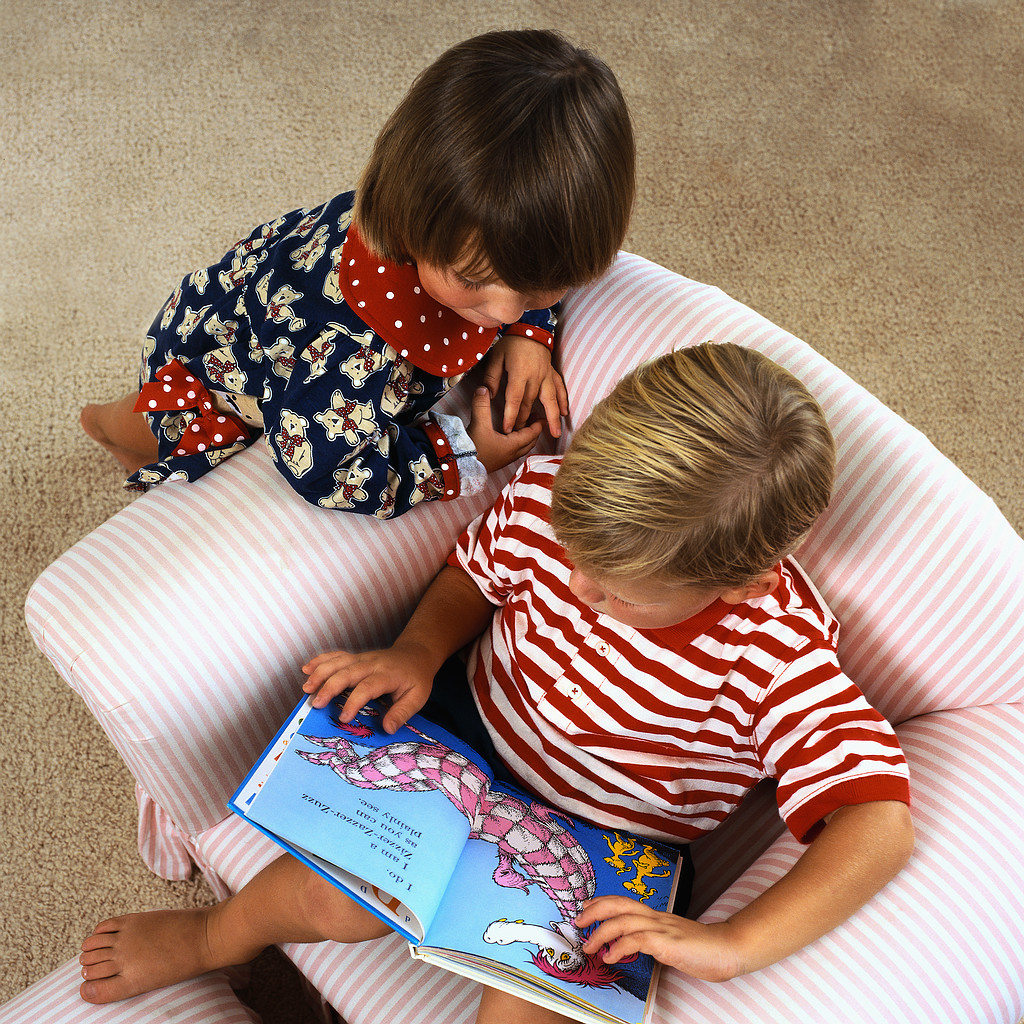 I do.
I am a
Zizzer-Zazzer-Zuzz
as you can
plainly see.